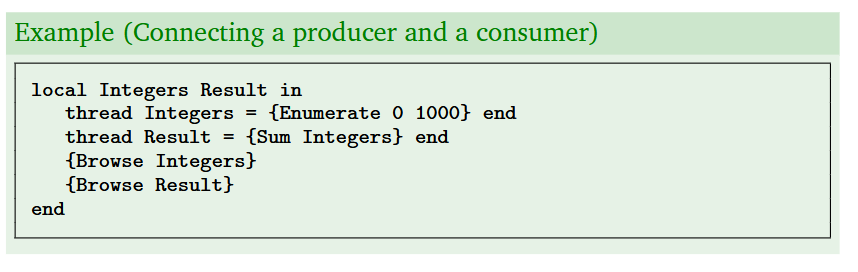 Example (Connecting a producer and a consumer)
local Integers Result in
   thread Integers = {Enumerate 0 1000} end
   thread Result = {Sum Integers} end
   {Browse Integers}
   {Browse Result}
end